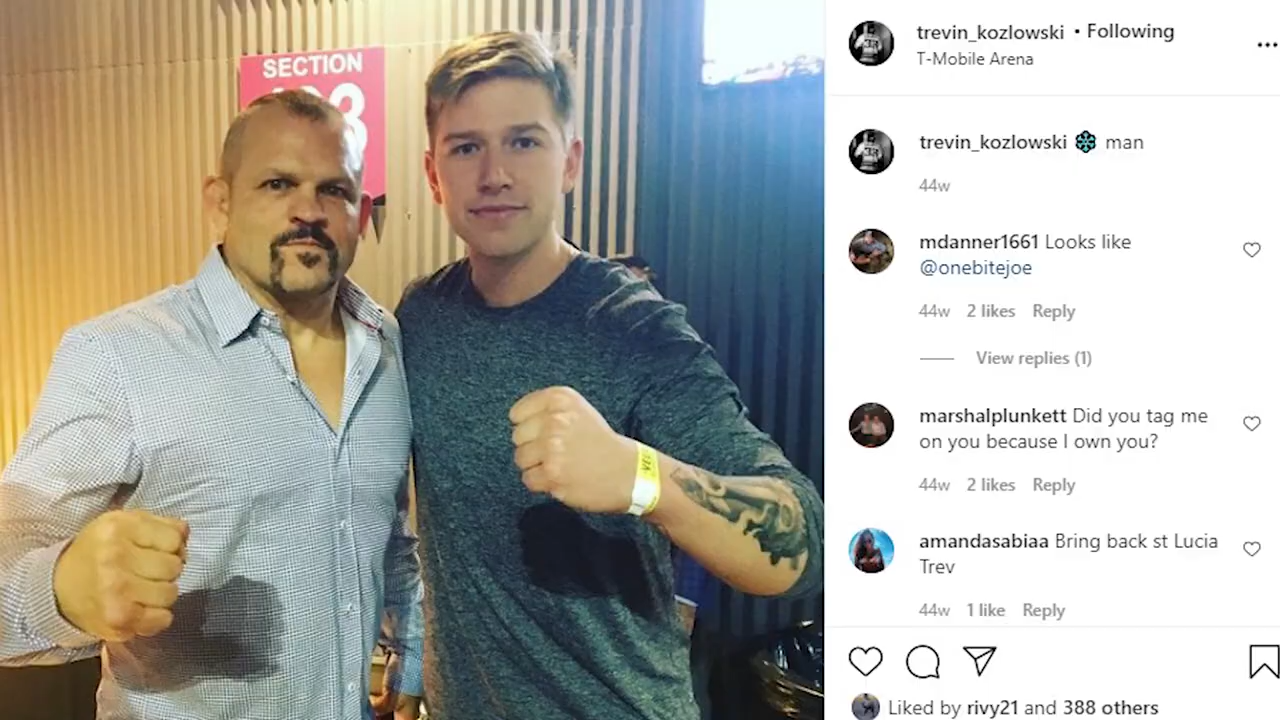 SECTION
trevin_kozlowski • Following
T-Mobile Arena
trevin_kozlowski man
44w
mdanner1661 Looks like
@onebitejoe
44w 2 likes Reply
View replies (1)
marshalplunkett Did you tag me
on you because I own you?
44w 2 likes Reply
amandasabiaa Bring back st Lucia
Trev
44w 1 like Reply
Liked by rivy21 and 388 others